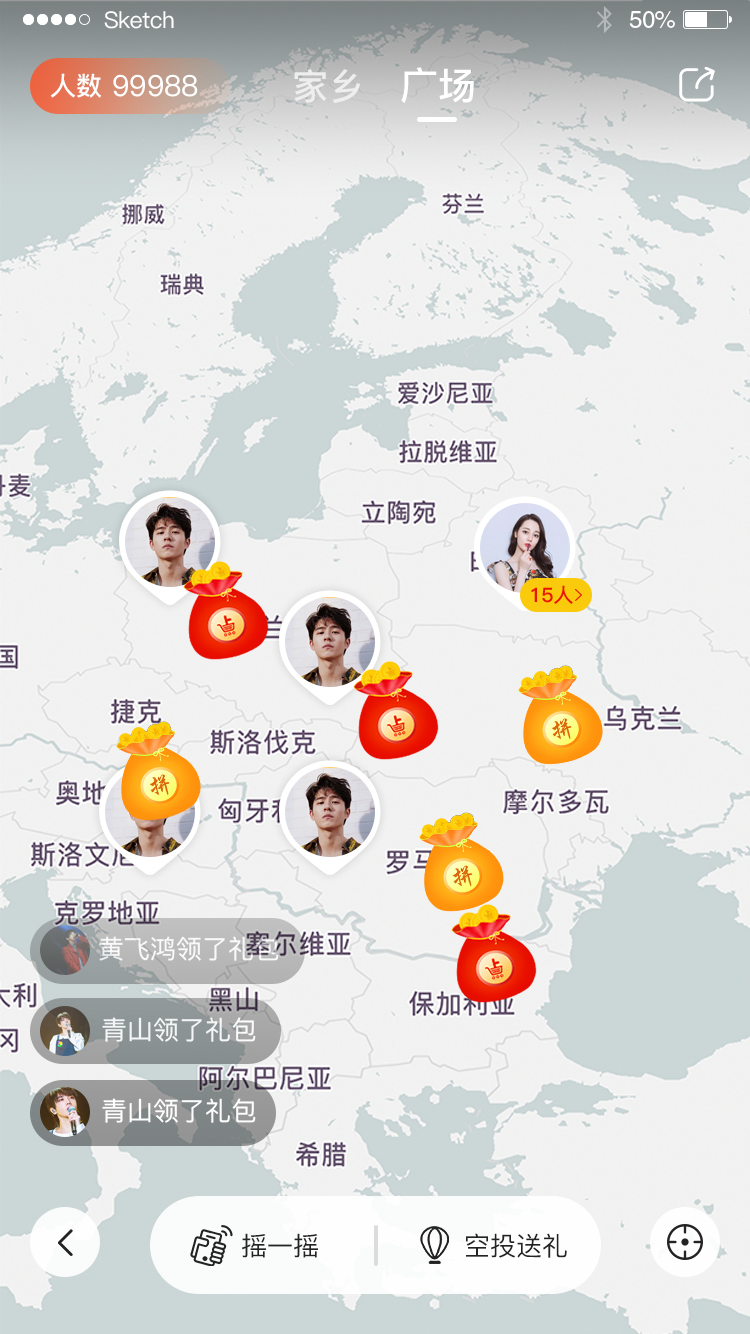 Sketch 50%
人数 99988
家乡 广场
挪威
芬兰
瑞典
爱沙尼亚
拉脱维亚
麦
立陶宛
15人>
兰
国
捷克
拼
乌克兰
斯洛伐克
拼
奥地
匈牙利
摩尔多瓦
斯洛文尼
罗马
拼
克罗地亚
黄飞鸿领了礼包
塞尔维亚
大利
黑山
保加利亚
冈
青山领了礼包
阿尔巴尼亚
青山领了礼包
希腊
摇一摇 空投送礼